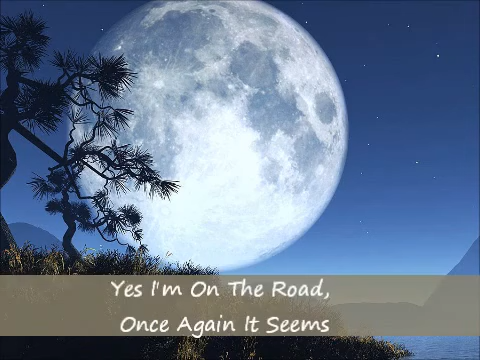 Yes I'm On The Road,
Once Again It Seems